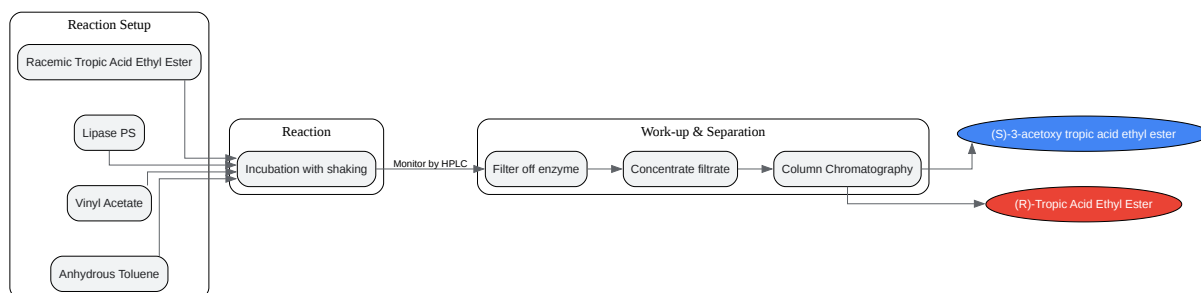 Reaction Setup
Racemic Tropic Acid Ethyl Ester
Lipase PS
Vinyl Acetate
Anhydrous Toluene
Reaction
Incubation with shaking
Monitor by HPLC
Work-up & Separation
Filter off enzyme
Concentrate filtrate
Column Chromatography
(S)-3-acetoxy tropic acid ethyl ester
(R)-Tropic Acid Ethyl Ester